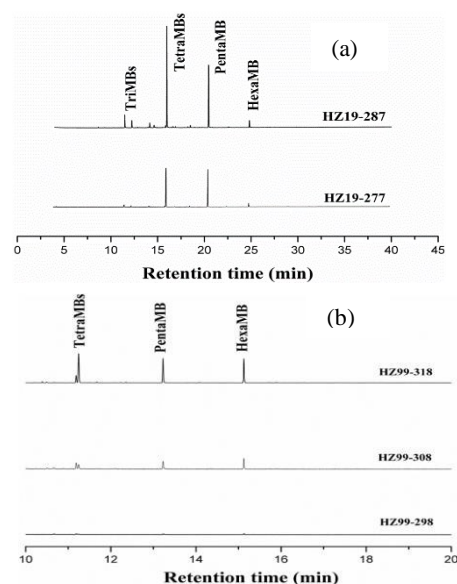 (a)
TriMBs
TetraMBs
PentaMB
HexaMB
HZ19-287
HZ19-277
0 5 10 15 20 25 30 35 40 45
Retention time (min)
(b)
TetraMBs
PentaMB
HexaMB
HZ99-318
HZ99-308
HZ99-298
10 12 14 16 18 20
Retention time (min)